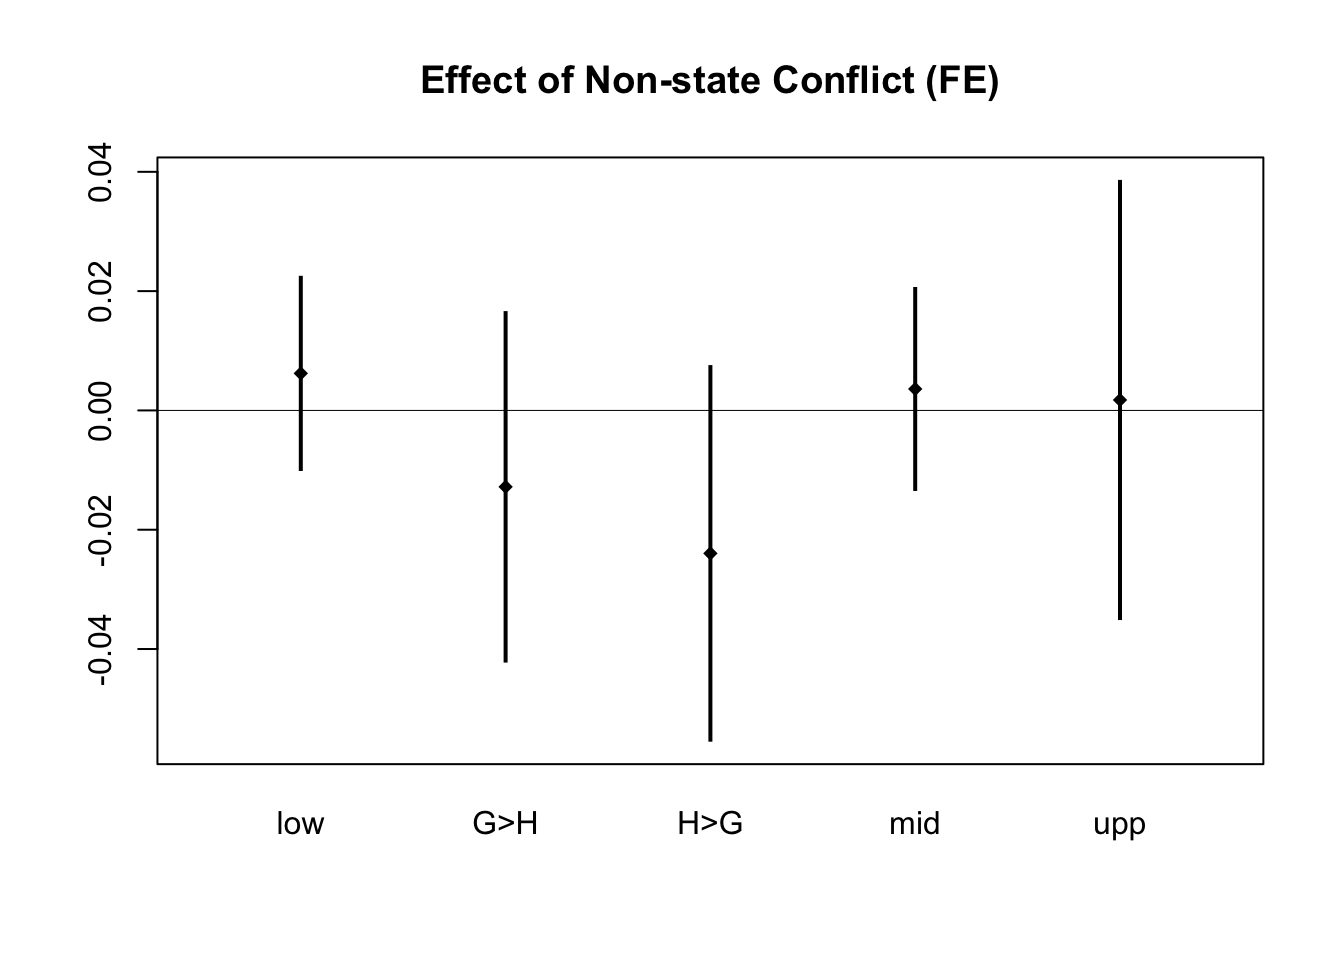 Effect of Non-state Conflict (FE)
0.04
0.02
0.00
-0.02
-0.04
low G>H H>G mid upp